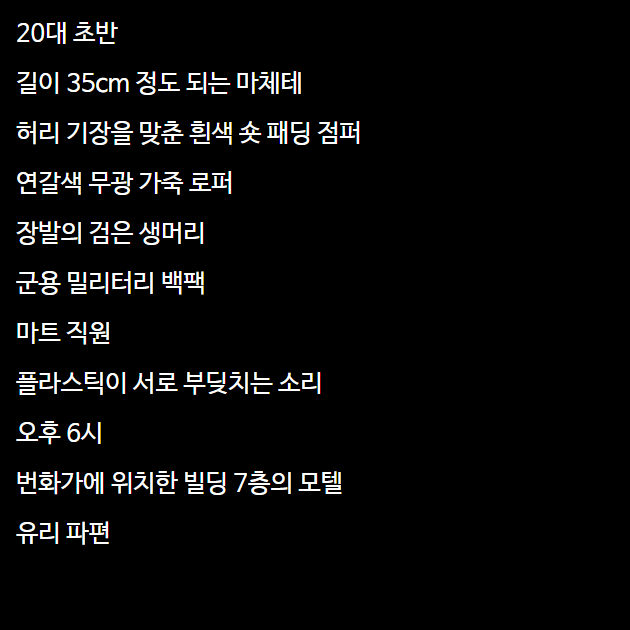 20대 초반
길이 35cm 정도 되는 마체테
허리 기장을 맞춘 흰색 숏 패딩 점퍼
연갈색 무광 가죽 로퍼
장발의 검은 생머리
군용 밀리터리 백팩
마트 직원
플라스틱이 서로 부딪치는 소리
오후 6시
번화가에 위치한 빌딩 7층의 모텔
유리 파편